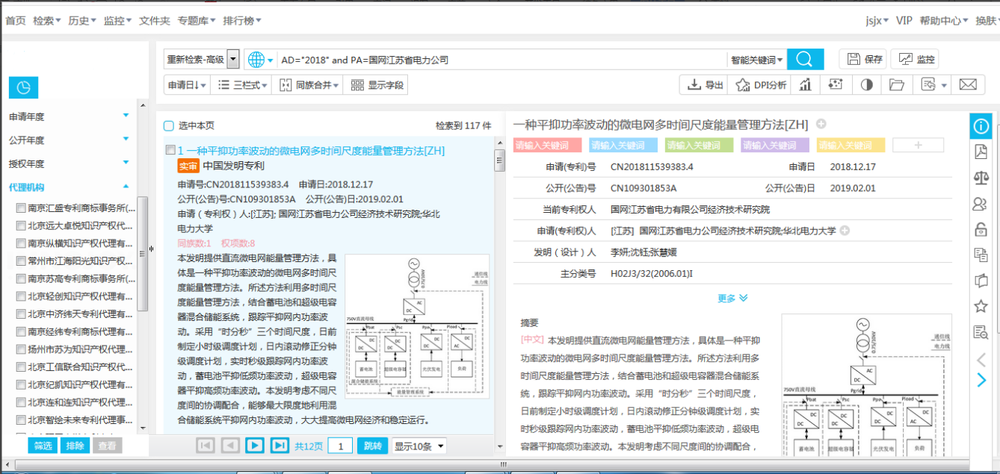 首页 检索 历史 监控 文件夹 专题库 排行榜 jsjx VIP 帮助中心 换肤
重新检索-高级 AD="2018" and PA=国网江苏省电力公司 智能关键词 保存 监控
申请日↓ 三栏式 同族合并 显示字段 导出 DPI分析
申请年度
公开年度
授权年度
代理机构
南京汇盛专利商标事务所(...
北京远大卓悦知识产权代...
南京纵横知识产权代理有...
常州市江海阳光知识产权...
南京苏高专利商标事务所(...
北京轻创知识产权代理有...
北京中济纬天专利代理有...
南京经纬专利商标代理有...
扬州市苏为知识产权代理...
北京工信联合知识产权代...
北京纪凯知识产权代理有...
北京连和连知识产权代理...
北京智绘未来专利代理事...
筛选 排除 查看
选中本页 检索到 117 件
1 一种平抑功率波动的微电网多时间尺度能量管理方法[ZH]
实审 中国发明专利
申请号:CN201811539383.4 申请日:2018.12.17
公开(公告)号:CN109301853A 公开(公告)日:2019.02.01
申请（专利权）人:[江苏]; 国网江苏省电力公司经济技术研究院;华北
电力大学
同族数:1 权项数:8
本发明提供直流微电网能量管理方法，具
体是一种平抑功率波动的微电网多时间尺
度能量管理方法。所述方法利用多时间尺
度能量管理方法，结合蓄电池和超级电容
器混合储能系统，跟踪平抑网内功率波
动。采用“时分秒”三个时间尺度，日前
制定小时级调度计划，日内滚动修正分钟
级调度计划，实时秒级跟踪网内功率波
动，蓄电池平抑低频功率波动，超级电容
器平抑高频功率波动。本发明考虑不同尺
度间的协调配合，能够最大限度地利用混
合储能系统平抑网内功率波动，大大提高微电网经济和稳定运行。
0.75/10kV
通信线
电力线
AC
DC
750V直流母线
Pgrid
Pbat Psc Ppv Pload
DC DC DC AC
DC DC DC DC
蓄电池 超级电容器 光伏发电 负荷
混合储能系统
能量管理系统
共12页 1 跳转 显示10条
一种平抑功率波动的微电网多时间尺度能量管理方法[ZH]
请输入关键词 请输入关键词 请输入关键词 请输入关键词 请输入关键词 +
申请(专利)号 CN201811539383.4 申请日 2018.12.17
公开(公告)号 CN109301853A 公开(公告)日 2019.02.01
当前专利权人 国网江苏省电力有限公司经济技术研究院
申请(专利权)人 [江苏] 国网江苏省电力公司经济技术研究院;华北电力大学
发明（设计）人 李妍;沈钰;张慧媛
主分类号 H02J3/32(2006.01)I
更多
摘要
[中文] 本发明提供直流微电网能量管理方法，具体是一种平抑
功率波动的微电网多时间尺度能量管理方法。所述方法利用多
时间尺度能量管理方法，结合蓄电池和超级电容器混合储能系
统，跟踪平抑网内功率波动。采用“时分秒”三个时间尺度，
日前制定小时级调度计划，日内滚动修正分钟级调度计划，实
时秒级跟踪网内功率波动，蓄电池平抑低频功率波动，超级电
容器平抑高频功率波动。本发明考虑不同尺度间的协调配合，
0.75/10kV
通信线
电力线
AC
DC
750V直流母线
Pgrid
Pbat Psc Ppv Pload
DC DC DC DC
DC DC DC AC
蓄电池 超级电容器 光伏发电 负荷